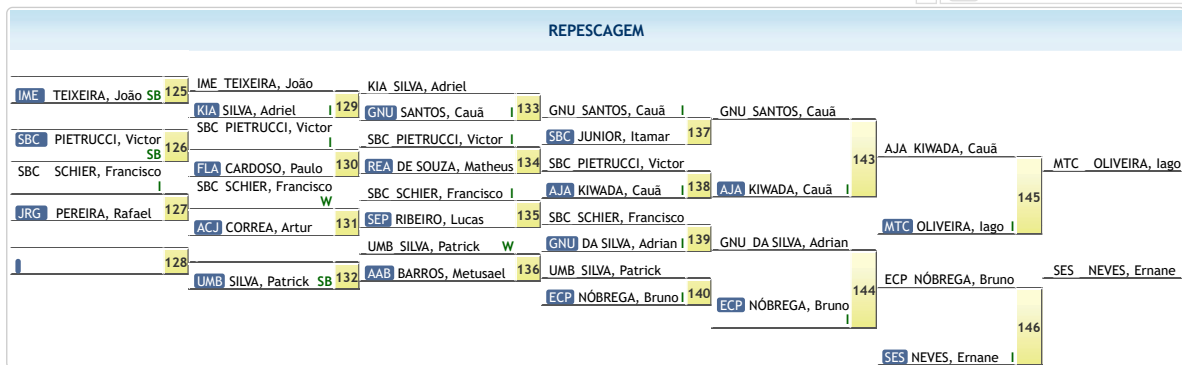 REPESCAGEM
IME TEIXEIRA, João SB
125
SBC PIETRUCCI, Victor
SB
126
SBC SCHIER, Francisco
I
JRG PEREIRA, Rafael
127
128
IME TEIXEIRA, João
KIA SILVA, Adriel I
129
SBC PIETRUCCI, Victor
I
FLA CARDOSO, Paulo
130
SBC SCHIER, Francisco
W
ACJ CORREA, Artur
131
UMB SILVA, Patrick SB
132
KIA SILVA, Adriel
GNU SANTOS, Cauã I
133
SBC PIETRUCCI, Victor I
REA DE SOUZA, Matheus
134
SBC SCHIER, Francisco I
SEP RIBEIRO, Lucas
135
UMB SILVA, Patrick W
AAB BARROS, Metusael
136
GNU SANTOS, Cauã I
SBC JUNIOR, Itamar
137
SBC PIETRUCCI, Victor
AJA KIWADA, Cauã I
138
SBC SCHIER, Francisco
GNU DA SILVA, Adrian I
139
UMB SILVA, Patrick
ECP NÓBREGA, Bruno I
140
GNU SANTOS, Cauã
AJA KIWADA, Cauã I
143
GNU DA SILVA, Adrian
ECP NÓBREGA, Bruno
I
144
AJA KIWADA, Cauã
MTC OLIVEIRA, Iago I
145
ECP NÓBREGA, Bruno
SES NEVES, Ernane I
146
MTC OLIVEIRA, Iago
SES NEVES, Ernane